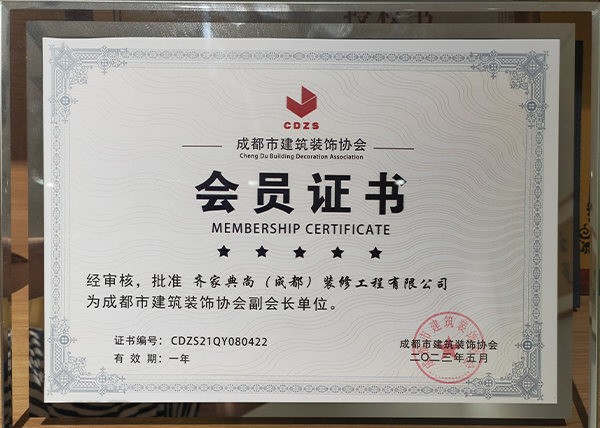 CDZS
成都市建筑装饰协会
Cheng Du Building Decoration Association
会员证书
MEMBERSHIP CERTIFICATE
经审核，批准 齐家典尚（成都）装修工程有限公司
为成都市建筑装饰协会副会长单位。
证书编号：CDZS21QY080422
有 效 期：一年
成都市建筑装饰协会
二〇二三年五月